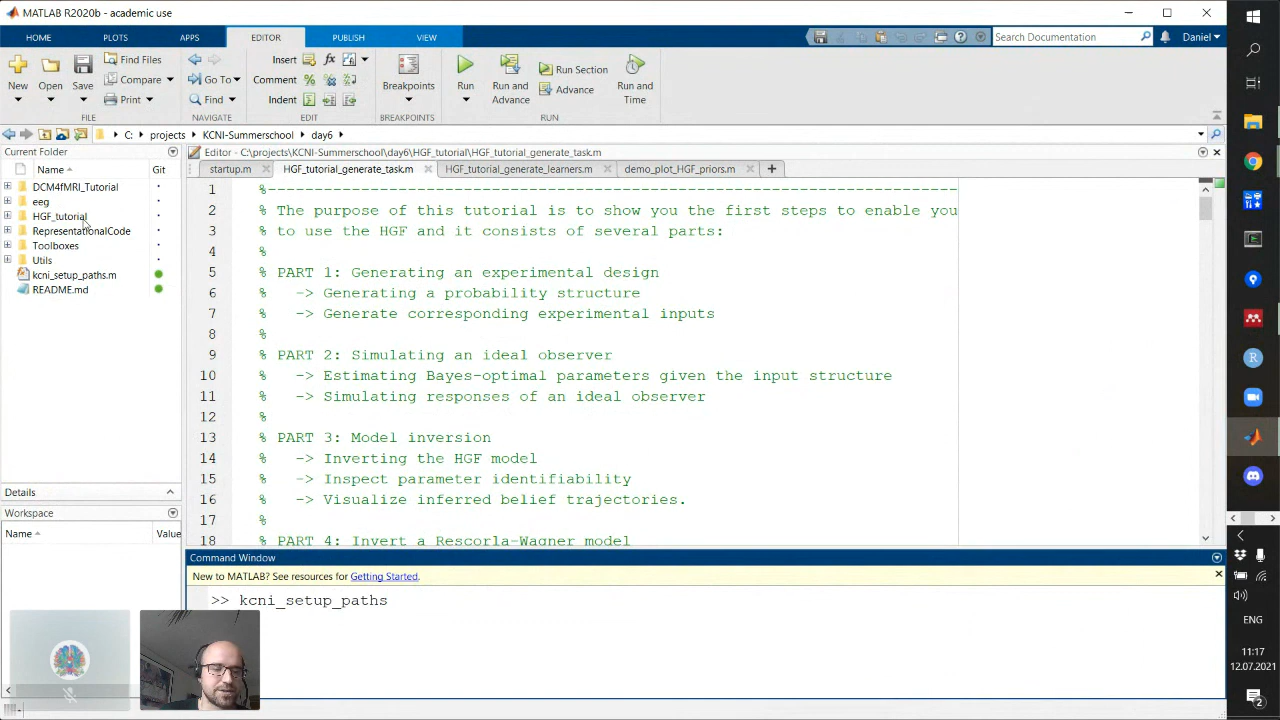 MATLAB R2020b - academic use
HOME PLOTS APPS EDITOR PUBLISH VIEW
Search Documentation
Daniel
New Open Save
Find Files
Compare
Print
Go To
Find
Insert
Comment
Indent
Breakpoints
Run
Run and Advance
Run Section
Advance
Run and Time
FILE NAVIGATE EDIT BREAKPOINTS RUN
C: projects KCNI-Summerschool day6
Current Folder
Name Git
DCM4fMRI_Tutorial
eeg
HGF_tutorial
RepresentationalCode
Toolboxes
Utils
kcni_setup_paths.m
README.md
Details
Workspace
Name Value
Editor - C:\projects\KCNI-Summerschool\day6\HGF_tutorial\HGF_tutorial_generate_task.m
startup.m HGF_tutorial_generate_task.m HGF_tutorial_generate_learners.m demo_plot_HGF_priors.m
1 %--------------------------------------------------------------------------
2 % The purpose of this tutorial is to show you the first steps to enable you
3 % to use the HGF and it consists of several parts:
4 %
5 % PART 1: Generating an experimental design
6 % -> Generating a probability structure
7 % -> Generate corresponding experimental inputs
8 %
9 % PART 2: Simulating an ideal observer
10 % -> Estimating Bayes-optimal parameters given the input structure
11 % -> Simulating responses of an ideal observer
12 %
13 % PART 3: Model inversion
14 % -> Inverting the HGF model
15 % -> Inspect parameter identifiability
16 % -> Visualize inferred belief trajectories.
17 %
18 % PART 4: Invert a Rescorla-Wagner model
Command Window
New to MATLAB? See resources for Getting Started.
>> kcni_setup_paths
ENG
11:17
12.07.2021
2